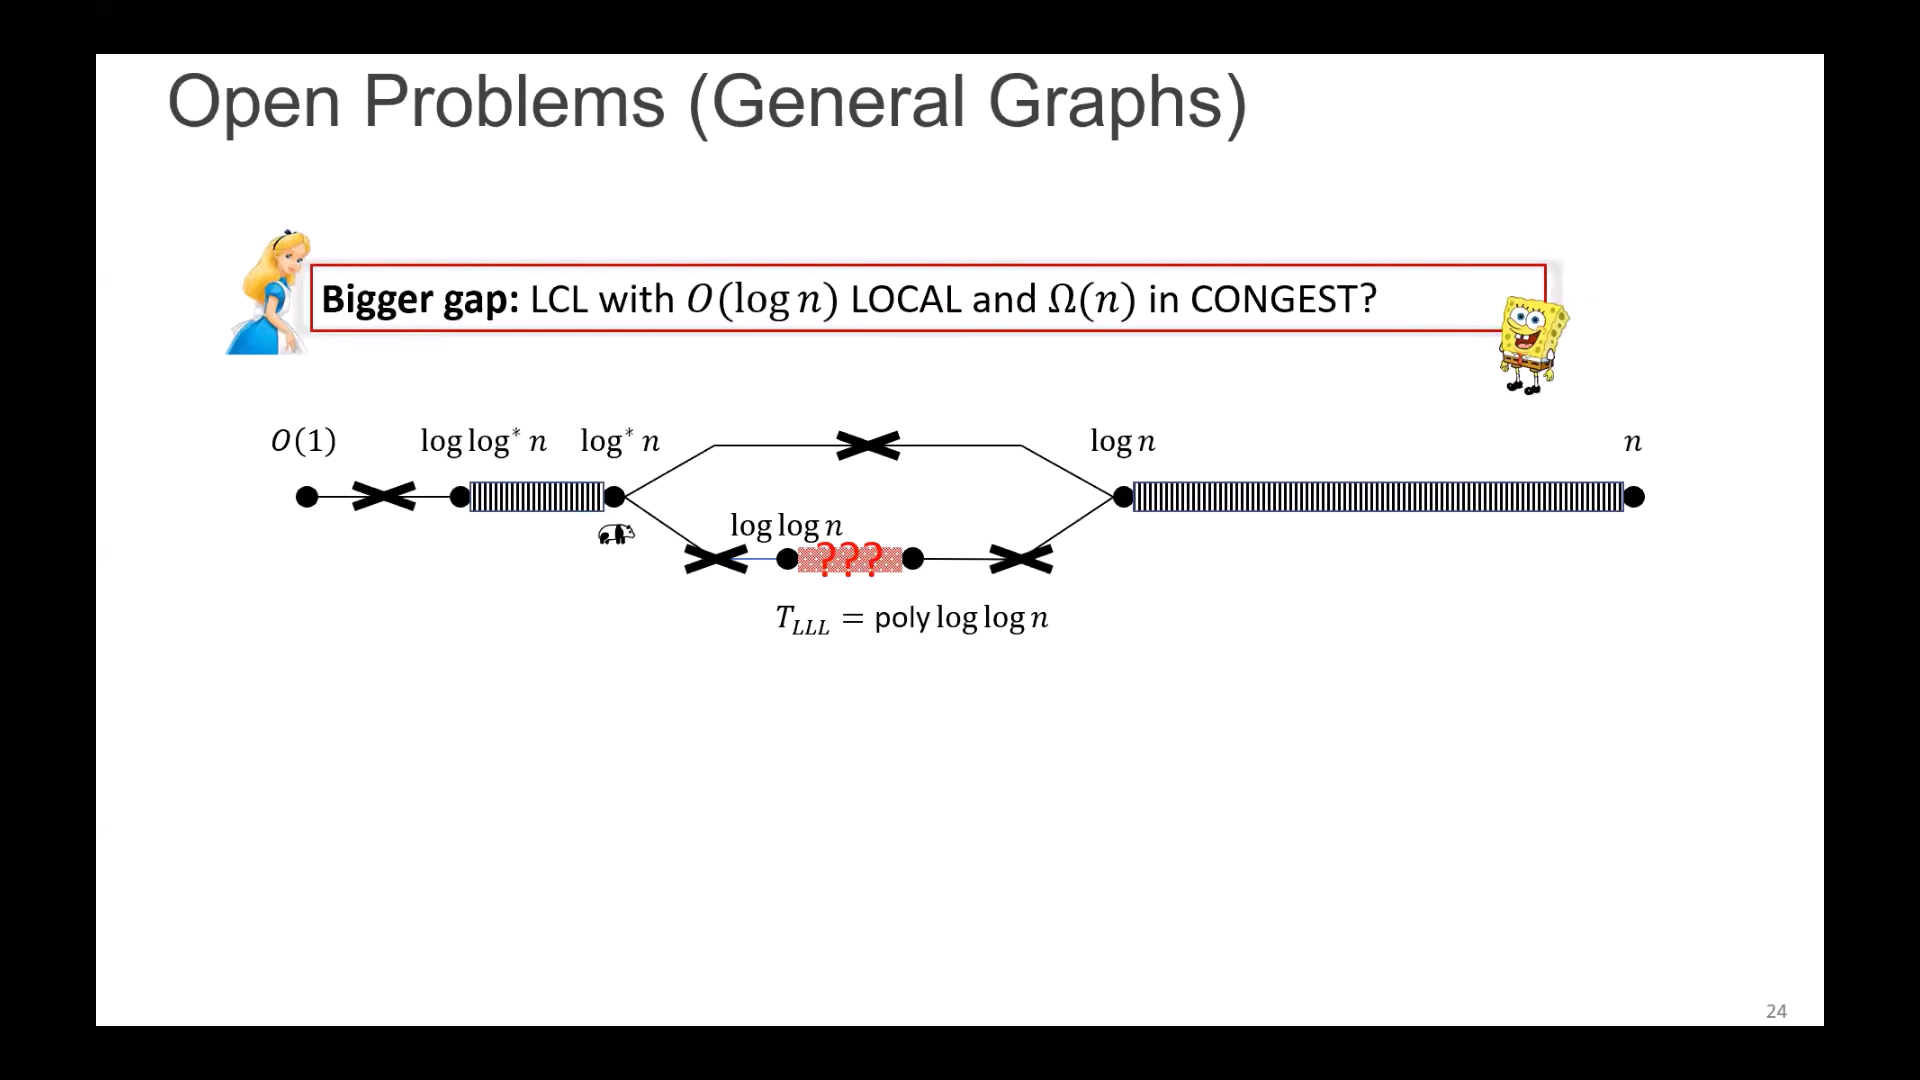 Open Problems (General Graphs)
Bigger gap: LCL with O(log n) LOCAL and Ω(n) in CONGEST?
O(1) log log* n log* n log n n
log log n
???
T_LLL = poly log log n
24